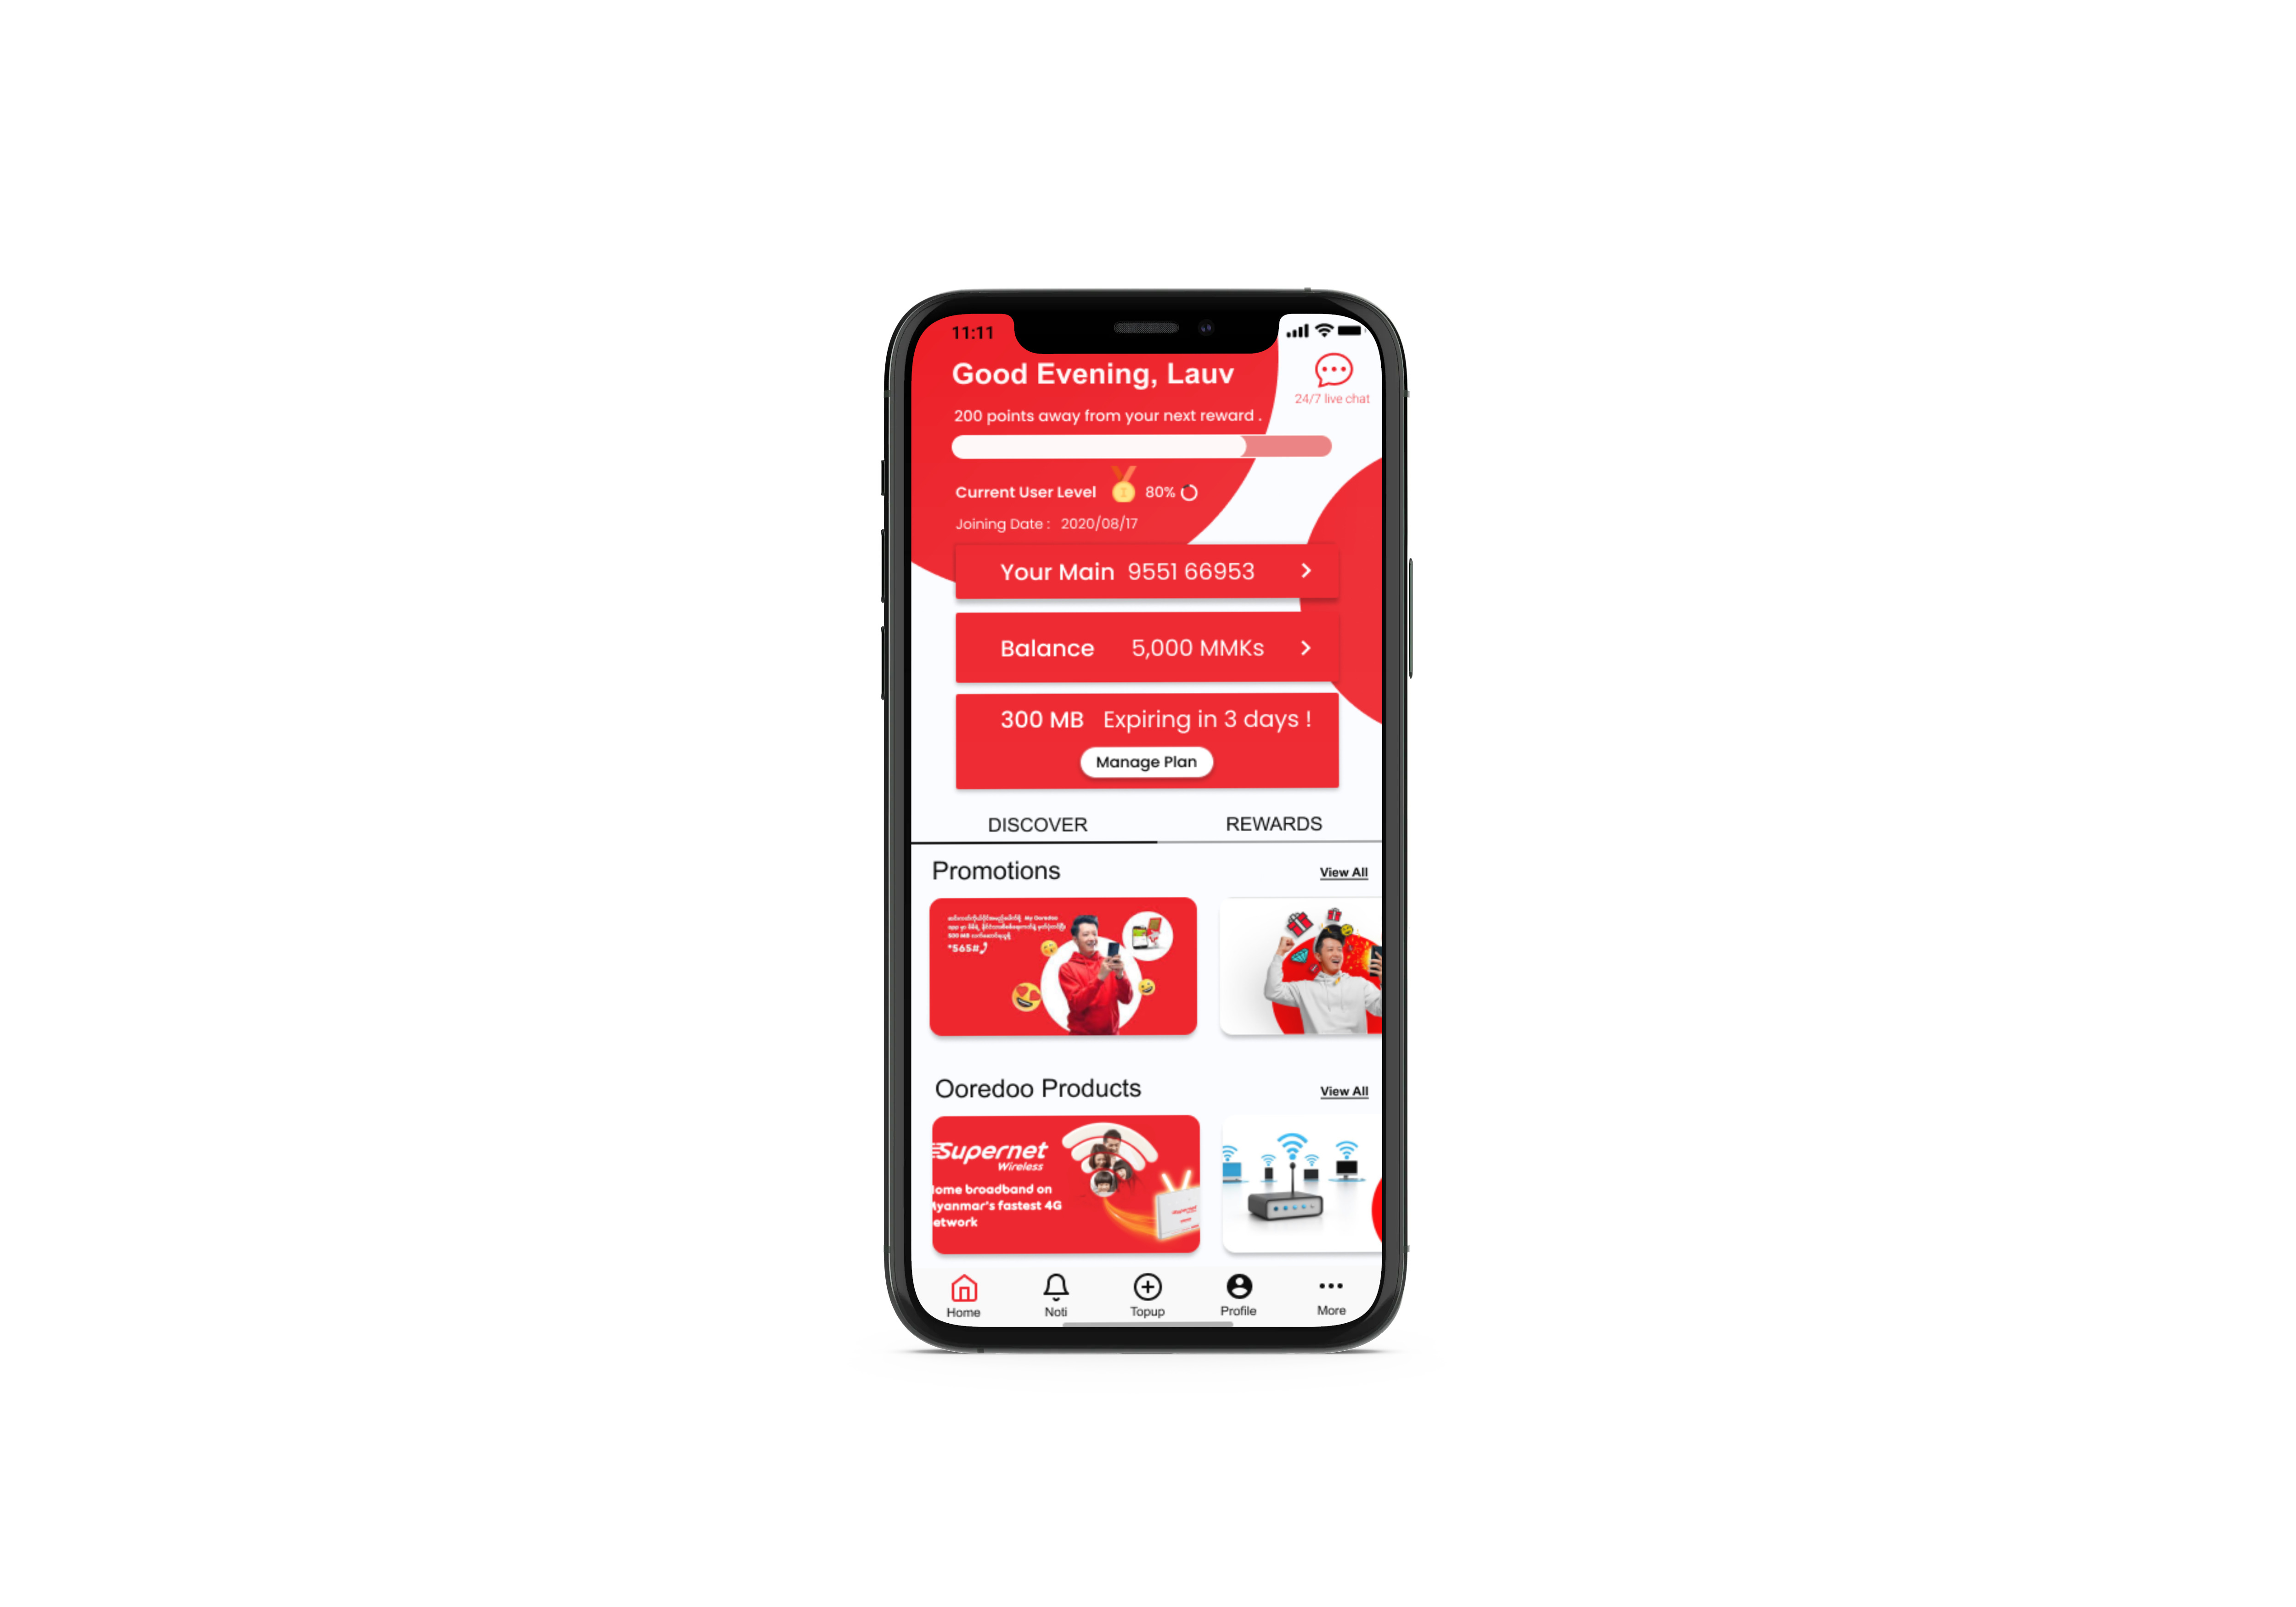 11:11
Good Evening, Lauv
24/7 live chat
200 points away from your next reward .
Current User Level 80%
Joining Date : 2020/08/17
Your Main 9551 66953
Balance 5,000 MMKs
300 MB Expiring in 3 days !
Manage Plan
DISCOVER REWARDS
Promotions View All
My Ooredoo
*565#
Ooredoo Products View All
Supernet
Wireless
ome broadband on
yanmar's fastest 4G
etwork
Home Noti Topup Profile More